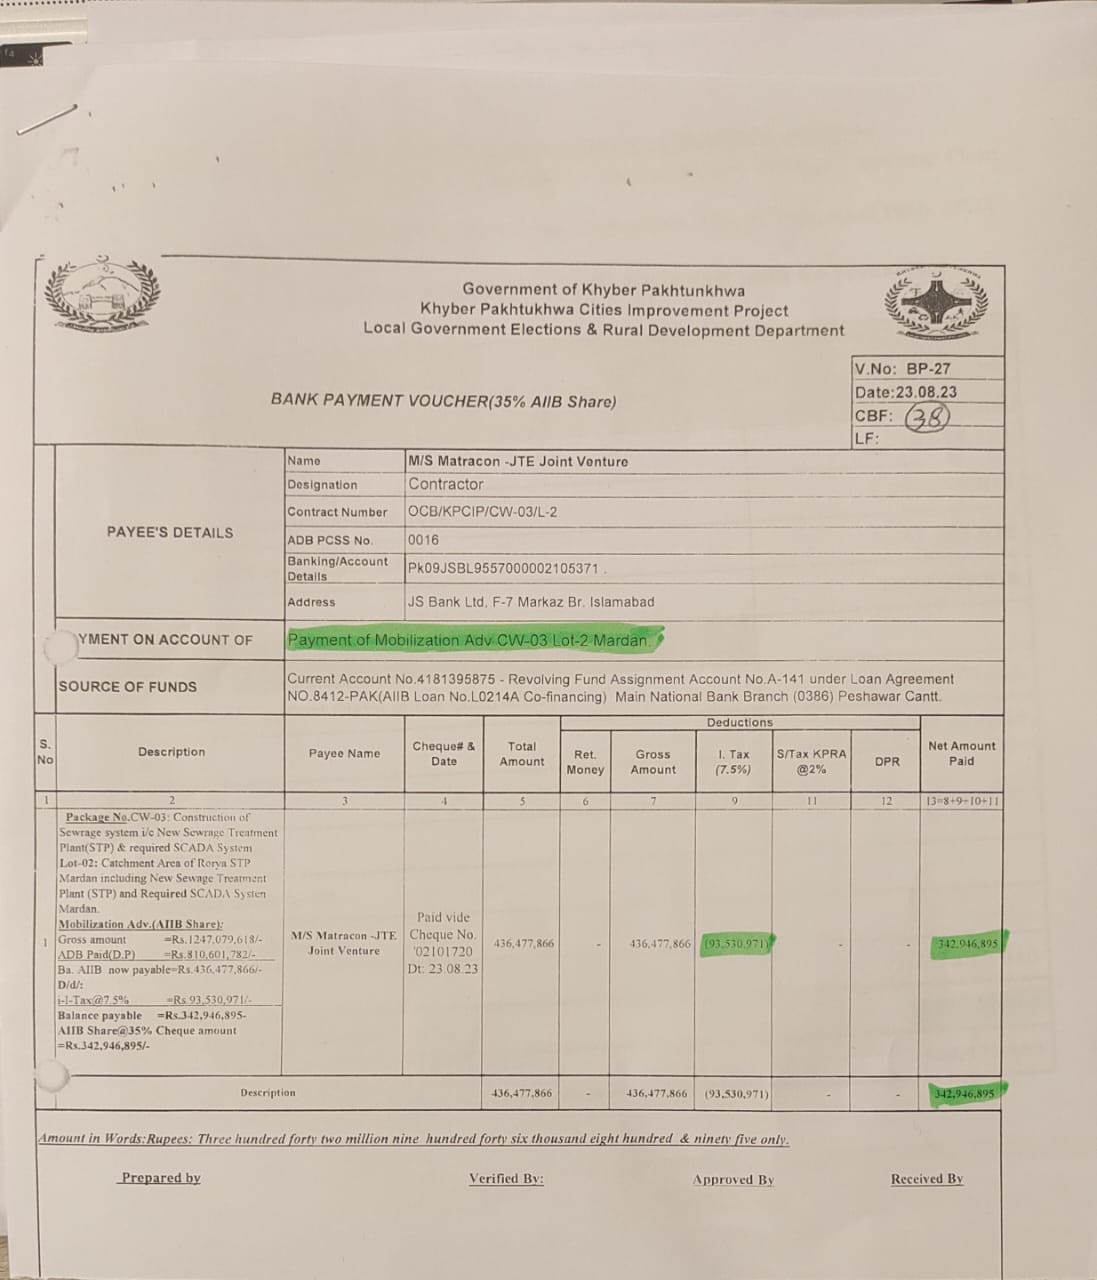 Government of Khyber Pakhtunkhwa
Khyber Pakhtukhwa Cities Improvement Project
Local Government Elections & Rural Development Department
V.No: BP-27
Date:23.08.23
CBF: 38
LF:
BANK PAYMENT VOUCHER(35% AIIB Share)
PAYEE'S DETAILS
Name M/S Matracon -JTE Joint Venture
Designation Contractor
Contract Number OCB/KPCIP/CW-03/L-2
ADB PCSS No. 0016
Banking/Account Details Pk09JSBL9557000002105371 .
Address JS Bank Ltd, F-7 Markaz Br. Islamabad
YMENT ON ACCOUNT OF Payment of Mobilization Adv CW-03 Lot-2 Mardan.
SOURCE OF FUNDS
Current Account No.4181395875 - Revolving Fund Assignment Account No.A-141 under Loan Agreement
NO.8412-PAK(AIIB Loan No.L0214A Co-financing) Main National Bank Branch (0386) Peshawar Cantt.
Deductions
S. No Description Payee Name Cheque# & Date Total Amount Ret. Money Gross Amount I. Tax (7.5%) S/Tax KPRA @2% DPR Net Amount Paid
1 2 3 4 5 6 7 9 11 12 13=8+9+10+11
Package No.CW-03: Construction of
Sewrage system i/c New Sewrage Treatment
Plant(STP) & required SCADA System
Lot-02: Catchment Area of Rorya STP
Mardan including New Sewage Treatment
Plant (STP) and Required SCADA Systen
Mardan.
Mobilization Adv.(AIIB Share):
Gross amount =Rs.1247,079,618/-
ADB Paid(D.P) =Rs.810,601,782/-
Ba. AIIB now payable=Rs.436,477,866/-
D/d/:
i-I-Tax@7.5% =Rs.93,530,971/-
Balance payable =Rs.342,946,895-
AIIB Share@35% Cheque amount
=Rs.342,946,895/-
1 M/S Matracon -JTE Joint Venture
Paid vide
Cheque No.
'02101720
Dt: 23.08.23
436,477,866 - 436,477,866 (93,530,971) - - 342,946,895
Description 436,477,866 - 436,477,866 (93,530,971) - - 342,946,895
Amount in Words:Rupees: Three hundred forty two million nine hundred forty six thousand eight hundred & ninety five only.
Prepared by Verified By: Approved By Received By